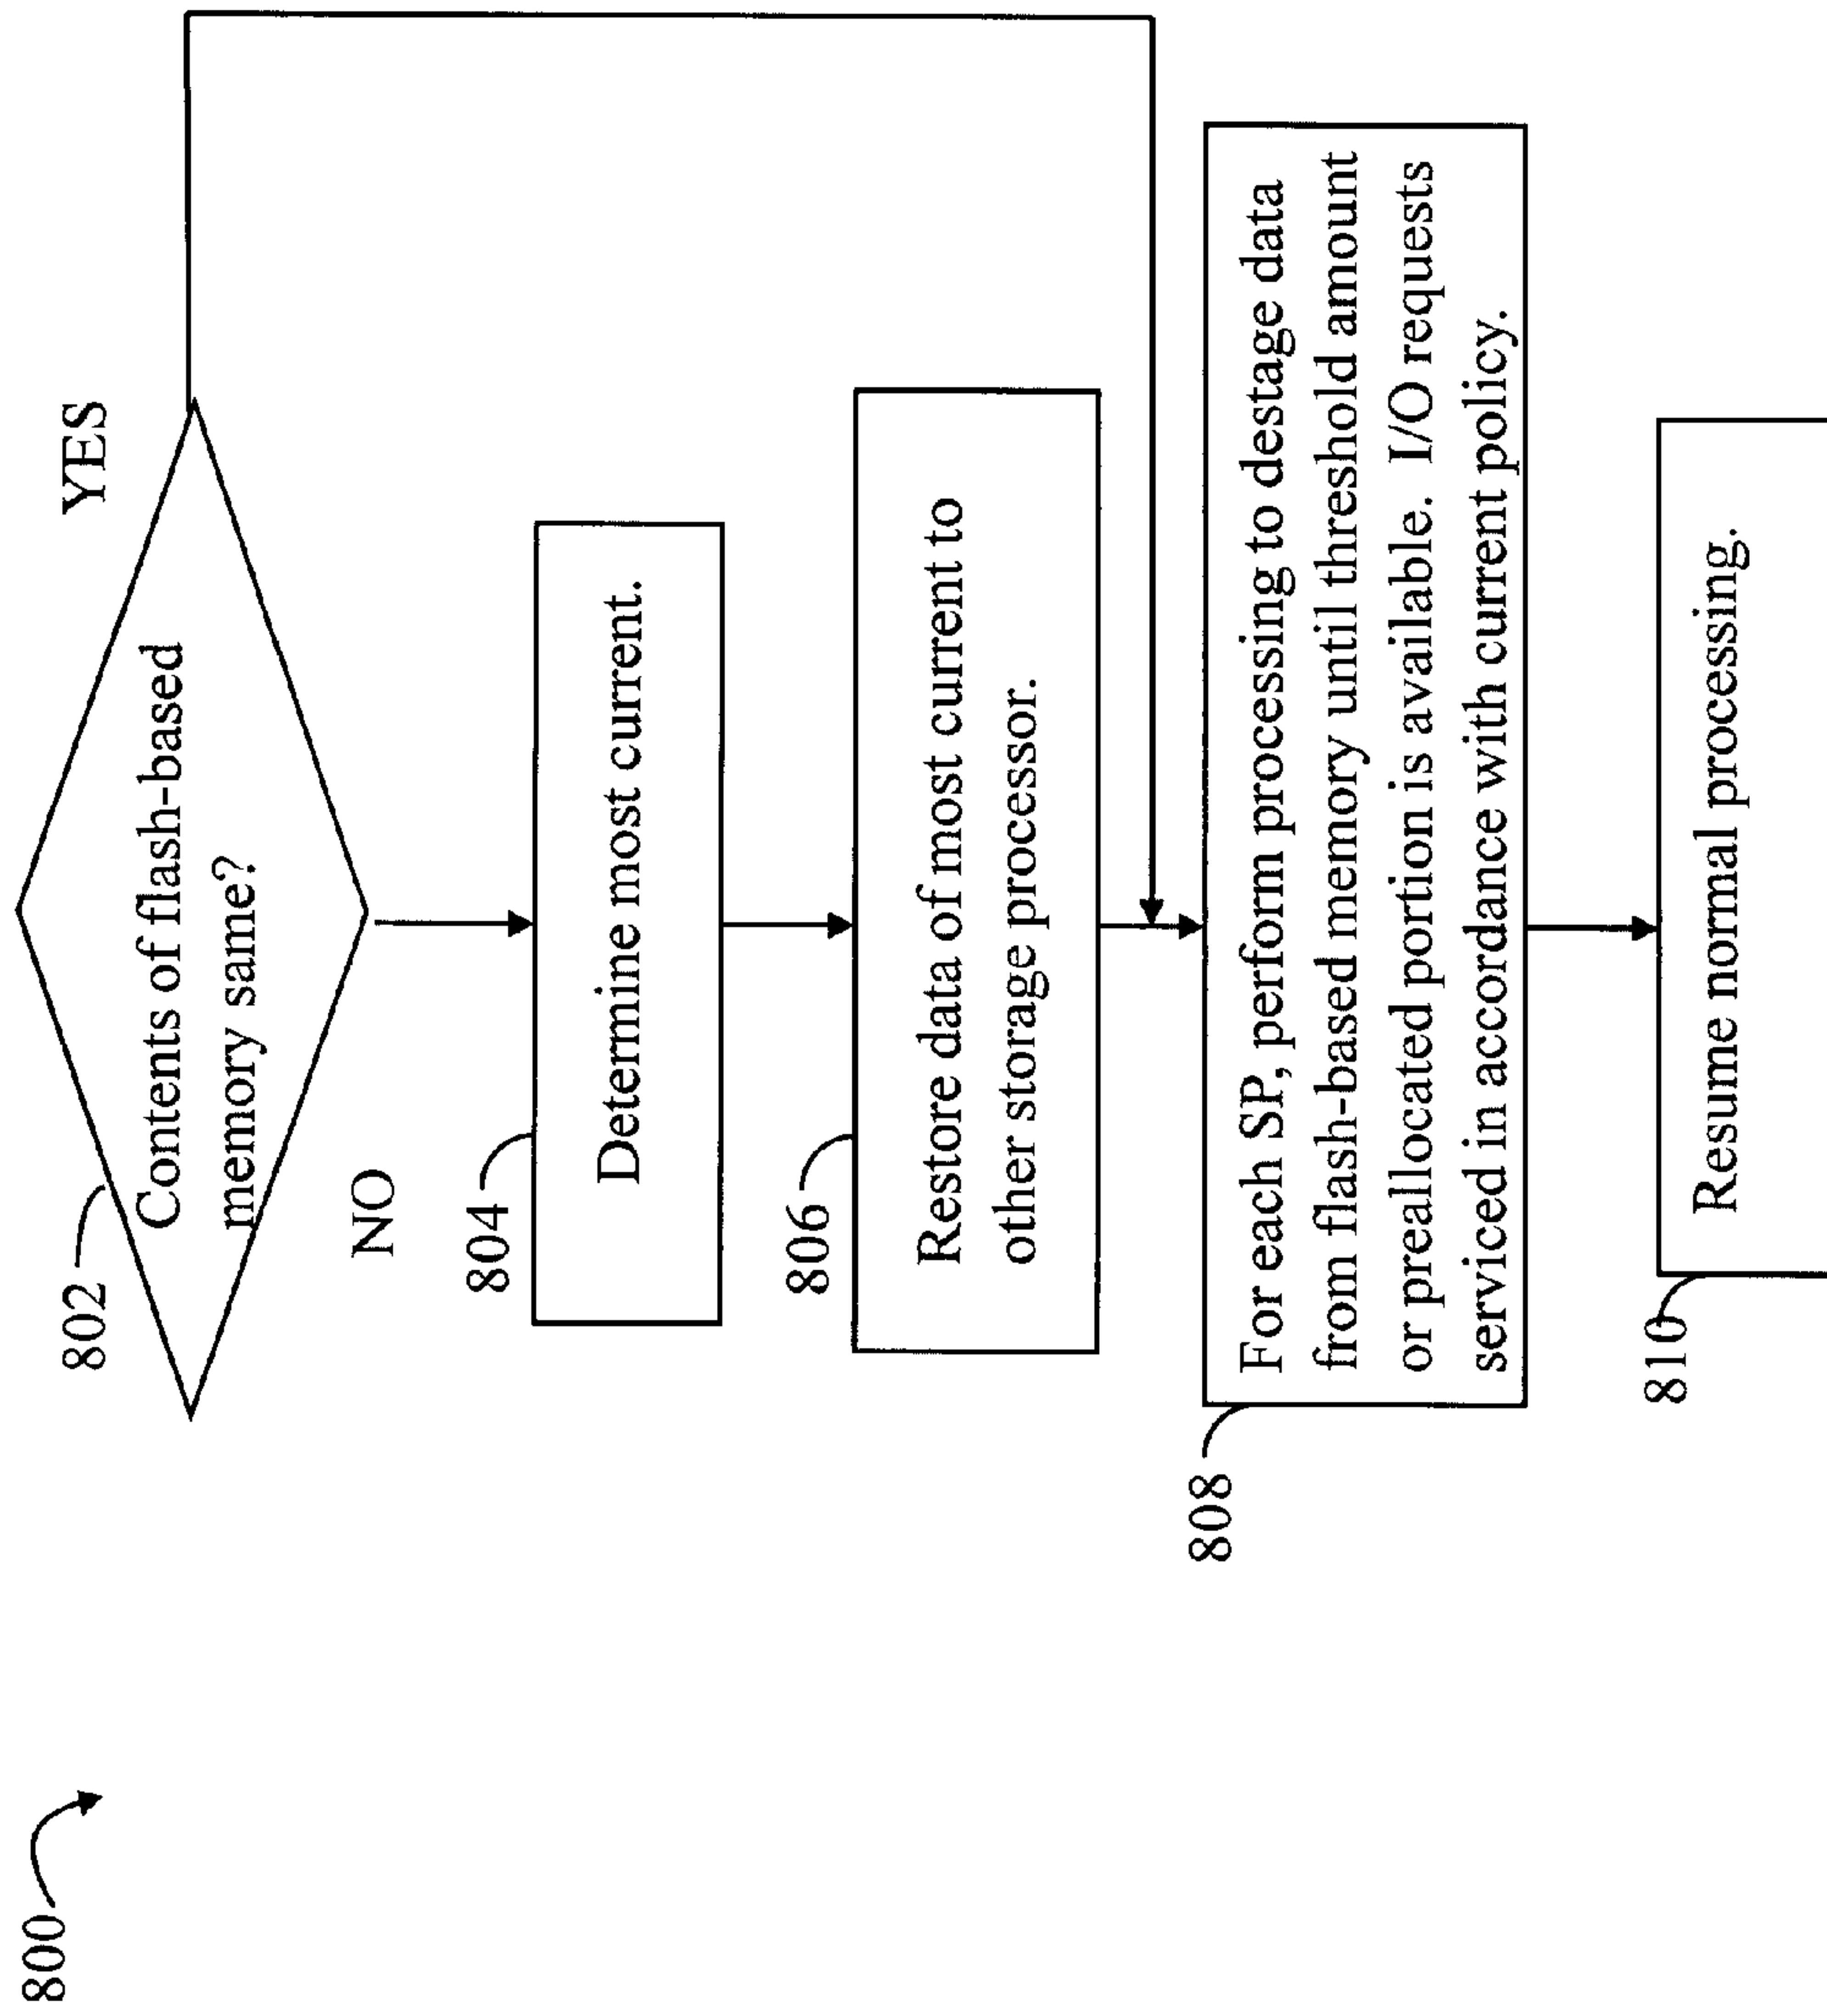 800
802
Contents of flash-based
memory same?
YES
NO
804
Determine most current.
806
Restore data of most current to
other storage processor.
808
For each SP, perform processing to destage data
from flash-based memory until threshold amount
or preallocated portion is available. I/O requests
serviced in accordance with current policy.
810
Resume normal processing.